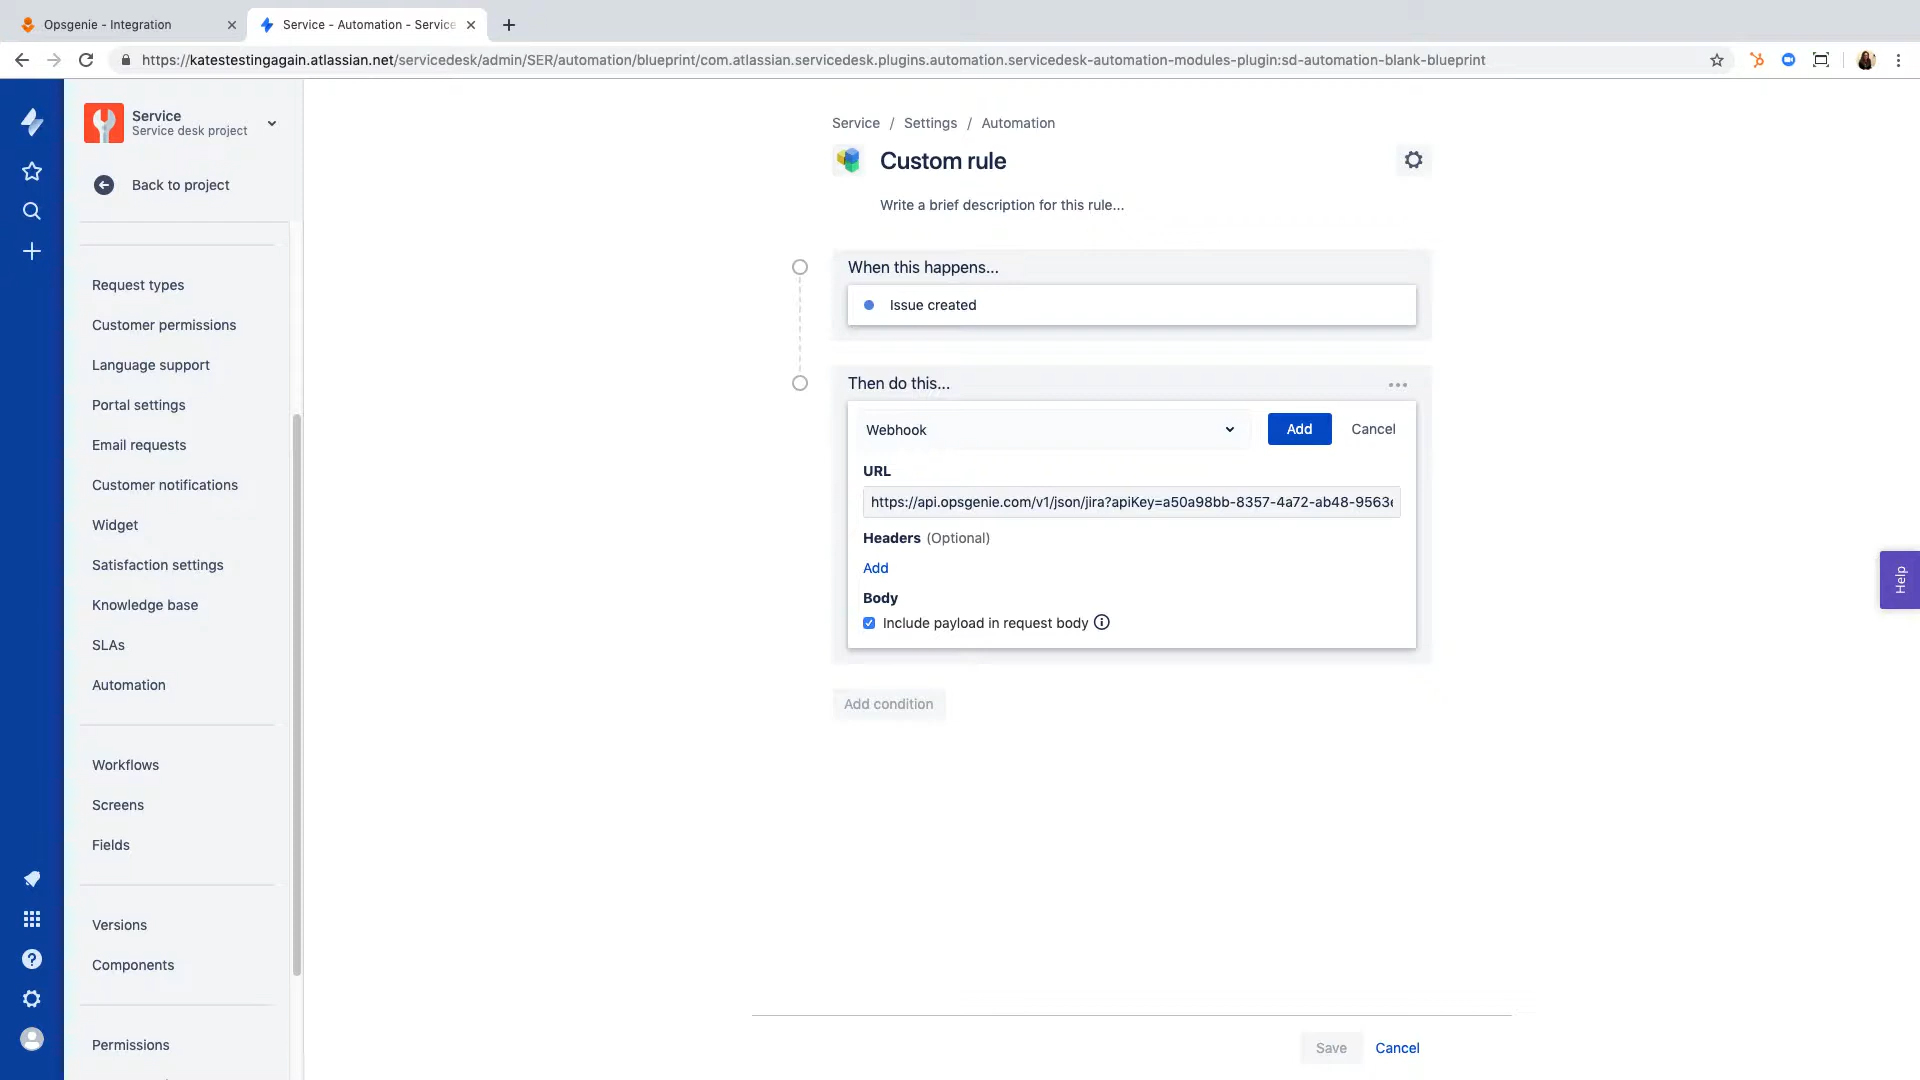 Opsgenie - Integration
Service - Automation - Service
https://katestestingagain.atlassian.net/servicedesk/admin/SER/automation/blueprint/com.atlassian.servicedesk.plugins.automation.servicedesk-automation-modules-plugin:sd-automation-blank-blueprint
Service
Service desk project
Back to project
Request types
Customer permissions
Language support
Portal settings
Email requests
Customer notifications
Widget
Satisfaction settings
Knowledge base
SLAs
Automation
Workflows
Screens
Fields
Versions
Components
Permissions
Service / Settings / Automation
Custom rule
Write a brief description for this rule...
When this happens...
Issue created
Then do this...
Webhook
Add
Cancel
URL
https://api.opsgenie.com/v1/json/jira?apiKey=a50a98bb-8357-4a72-ab48-9563e
Headers (Optional)
Add
Body
Include payload in request body
Add condition
Save
Cancel
Help